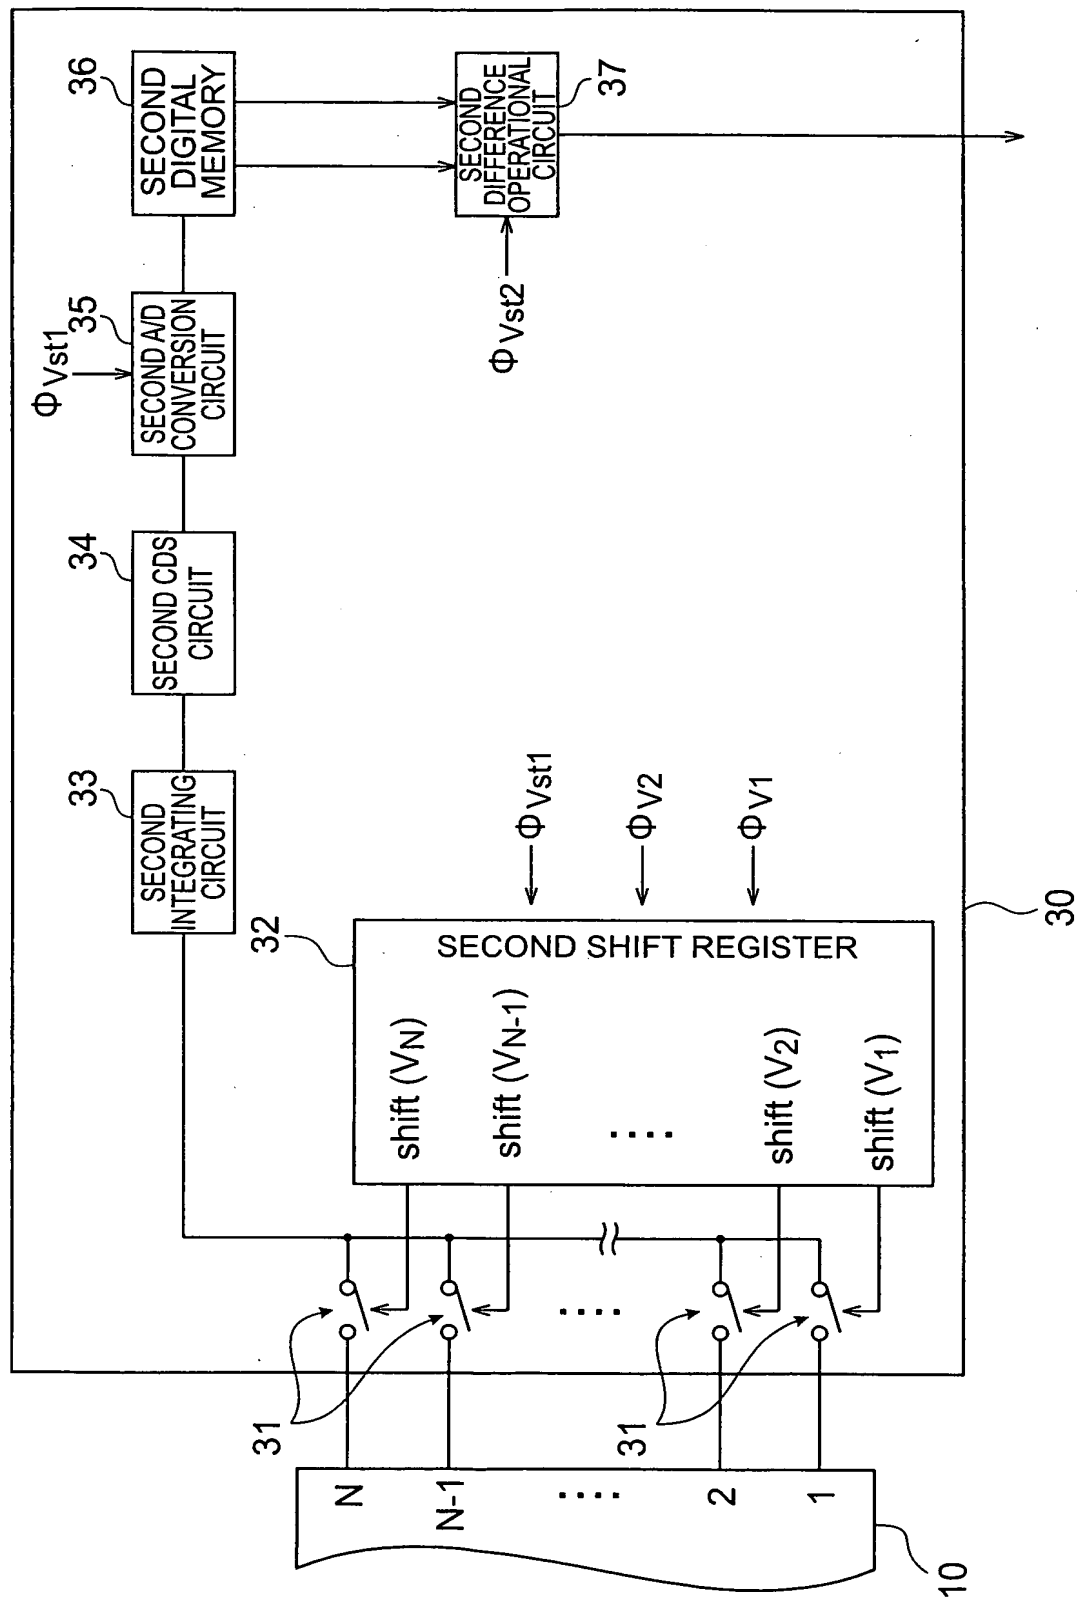 10
N
N-1
....
2
1
31
31
....
32
SECOND SHIFT REGISTER
shift (VN)
shift (VN-1)
....
shift (V2)
shift (V1)
ΦVst1
ΦV2
ΦV1
30
33
SECOND
INTEGRATING
CIRCUIT
34
SECOND CDS
CIRCUIT
ΦVst1
35
SECOND A/D
CONVERSION
CIRCUIT
36
SECOND
DIGITAL
MEMORY
ΦVst2
SECOND
DIFFERENCE
OPERATIONAL
CIRCUIT
37